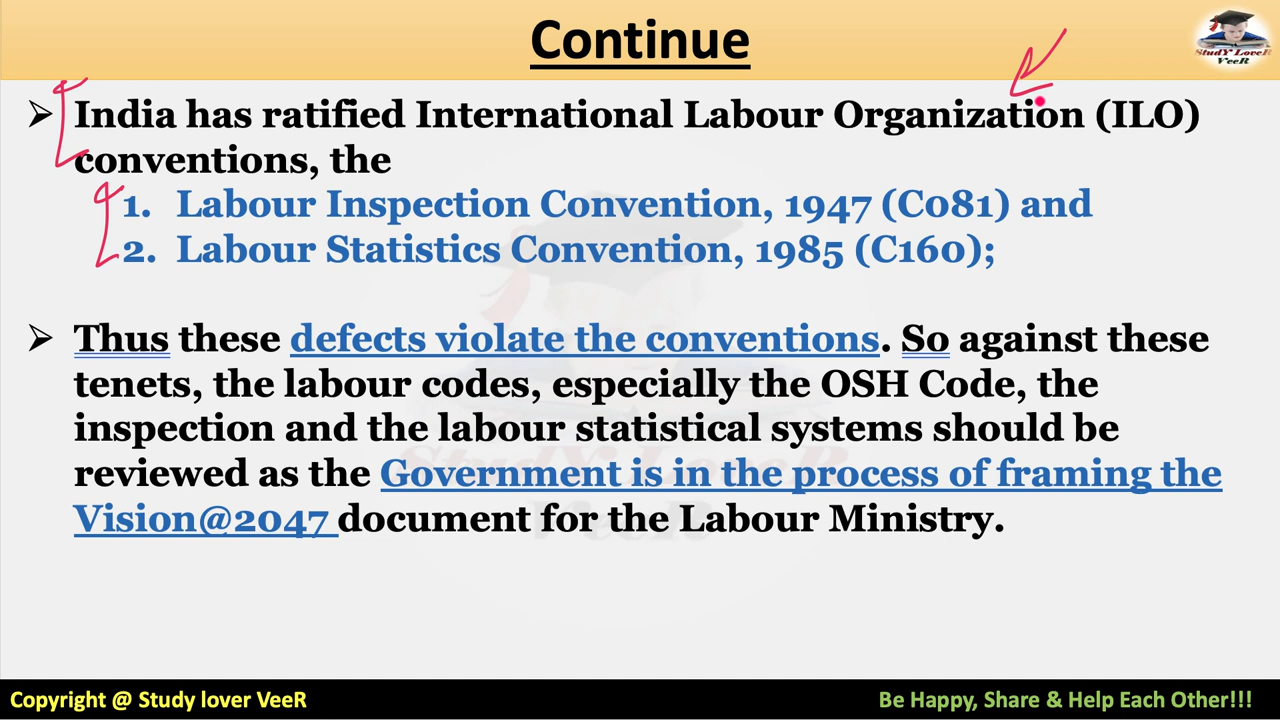 Continue
StudY LoveR
VeeR
➢ India has ratified International Labour Organization (ILO)
conventions, the
1. Labour Inspection Convention, 1947 (C081) and
2. Labour Statistics Convention, 1985 (C160);
➢ Thus these defects violate the conventions. So against these
tenets, the labour codes, especially the OSH Code, the
inspection and the labour statistical systems should be
reviewed as the Government is in the process of framing the
Vision@2047 document for the Labour Ministry.
StudY LoveR
VeeR
Copyright @ Study lover VeeR
Be Happy, Share & Help Each Other!!!